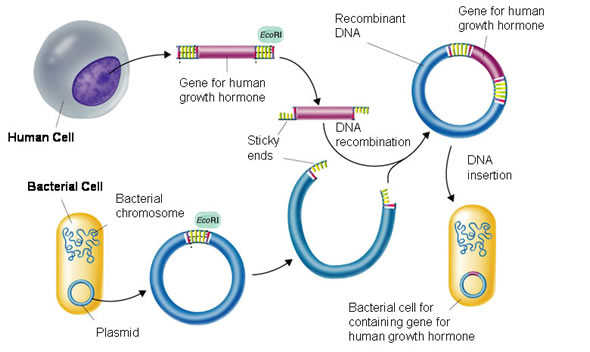 EcoRI
Gene for human
growth hormone
Human Cell
Recombinant
DNA
Gene for human
growth hormone
Sticky
ends
DNA
recombination
DNA
insertion
Bacterial Cell
Bacterial
chromosome
EcoRI
Plasmid
Bacterial cell for
containing gene for
human growth hormone